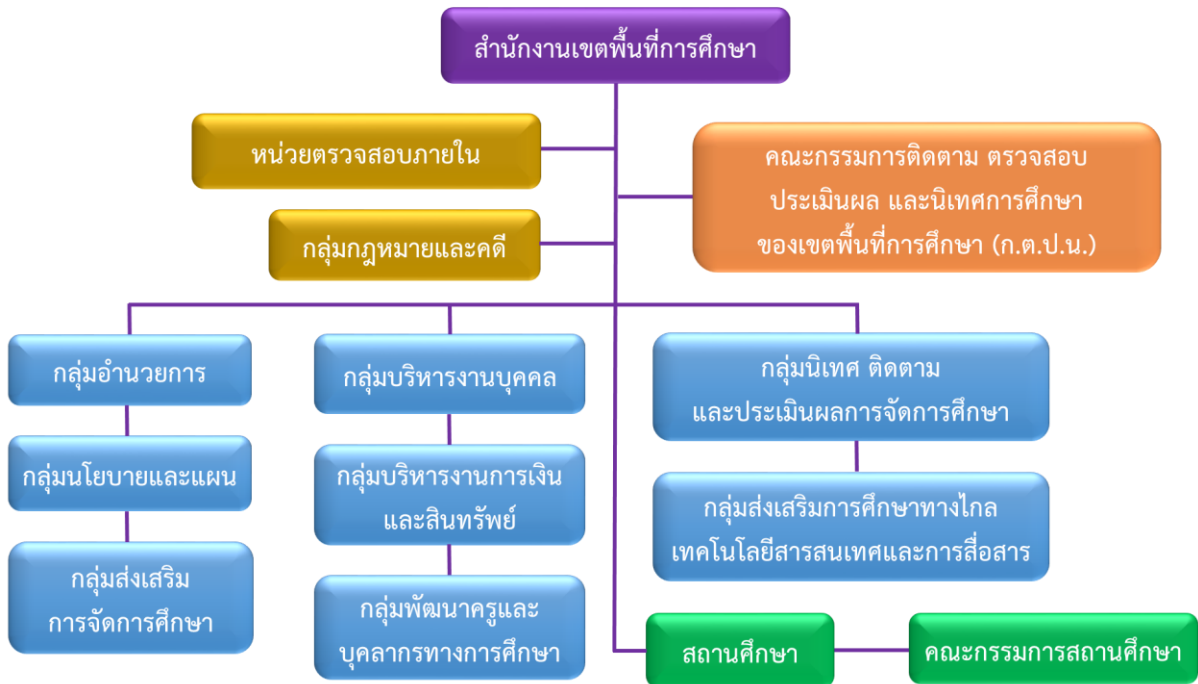 สำนักงานเขตพื้นที่การศึกษา
หน่วยตรวจสอบภายใน
คณะกรรมการติดตาม ตรวจสอบ
ประเมินผล และนิเทศการศึกษา
ของเขตพื้นที่การศึกษา (ก.ต.ป.น.)
กลุ่มกฎหมายและคดี
กลุ่มอำนวยการ
กลุ่มบริหารงานบุคคล
กลุ่มนิเทศ ติดตาม
และประเมินผลการจัดการศึกษา
กลุ่มนโยบายและแผน
กลุ่มบริหารงานการเงิน
และสินทรัพย์
กลุ่มส่งเสริมการศึกษาทางไกล
เทคโนโลยีสารสนเทศและการสื่อสาร
กลุ่มส่งเสริม
การจัดการศึกษา
กลุ่มพัฒนาครูและ
บุคลากรทางการศึกษา
สถานศึกษา
คณะกรรมการสถานศึกษา